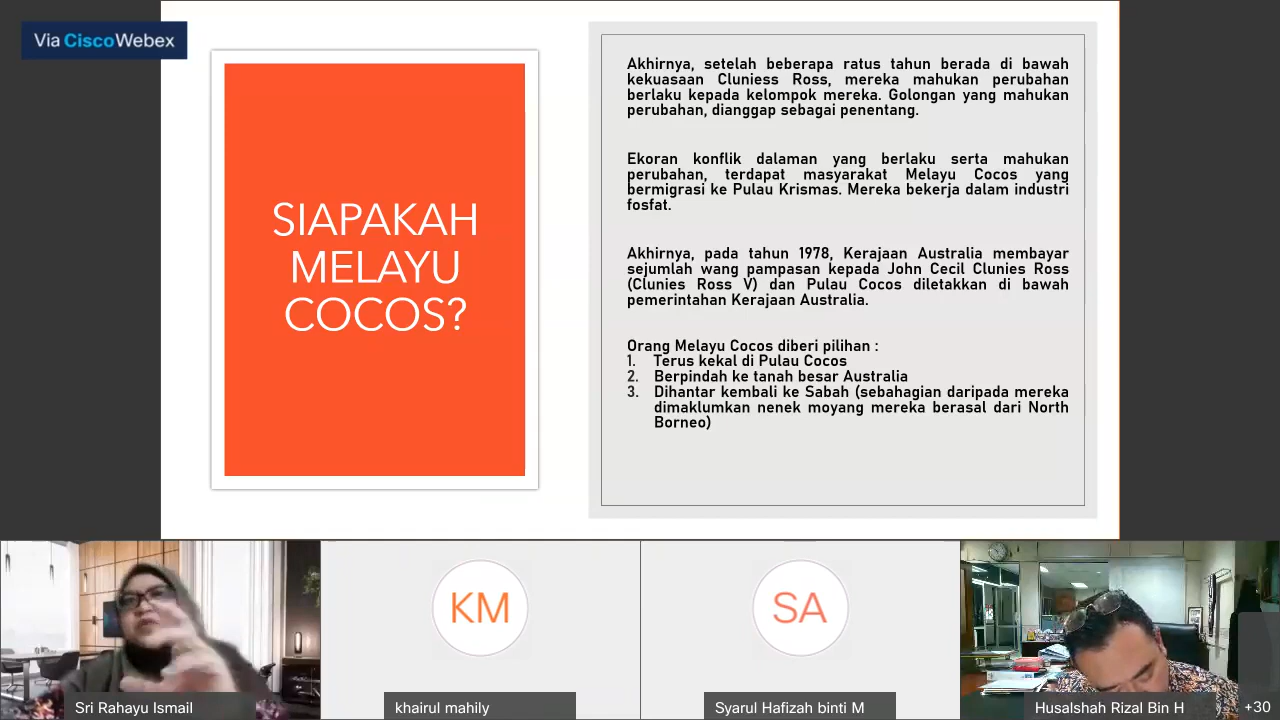 Via Cisco Webex
SIAPAKAH
MELAYU
COCOS?
Akhirnya, setelah beberapa ratus tahun berada di bawah
kekuasaan Cluniess Ross, mereka mahukan perubahan
berlaku kepada kelompok mereka. Golongan yang mahukan
perubahan, dianggap sebagai penentang.
Ekoran konflik dalaman yang berlaku serta mahukan
perubahan, terdapat masyarakat Melayu Cocos yang
bermigrasi ke Pulau Krismas. Mereka bekerja dalam industri
fosfat.
Akhirnya, pada tahun 1978, Kerajaan Australia membayar
sejumlah wang pampasan kepada John Cecil Clunies Ross
(Clunies Ross V) dan Pulau Cocos diletakkan di bawah
pemerintahan Kerajaan Australia.
Orang Melayu Cocos diberi pilihan :
1. Terus kekal di Pulau Cocos
2. Berpindah ke tanah besar Australia
3. Dihantar kembali ke Sabah (sebahagian daripada mereka
dimaklumkan nenek moyang mereka berasal dari North
Borneo)
KM
SA
Sri Rahayu Ismail
khairul mahily
Syarul Hafizah binti M
Husalshah Rizal Bin H
+30